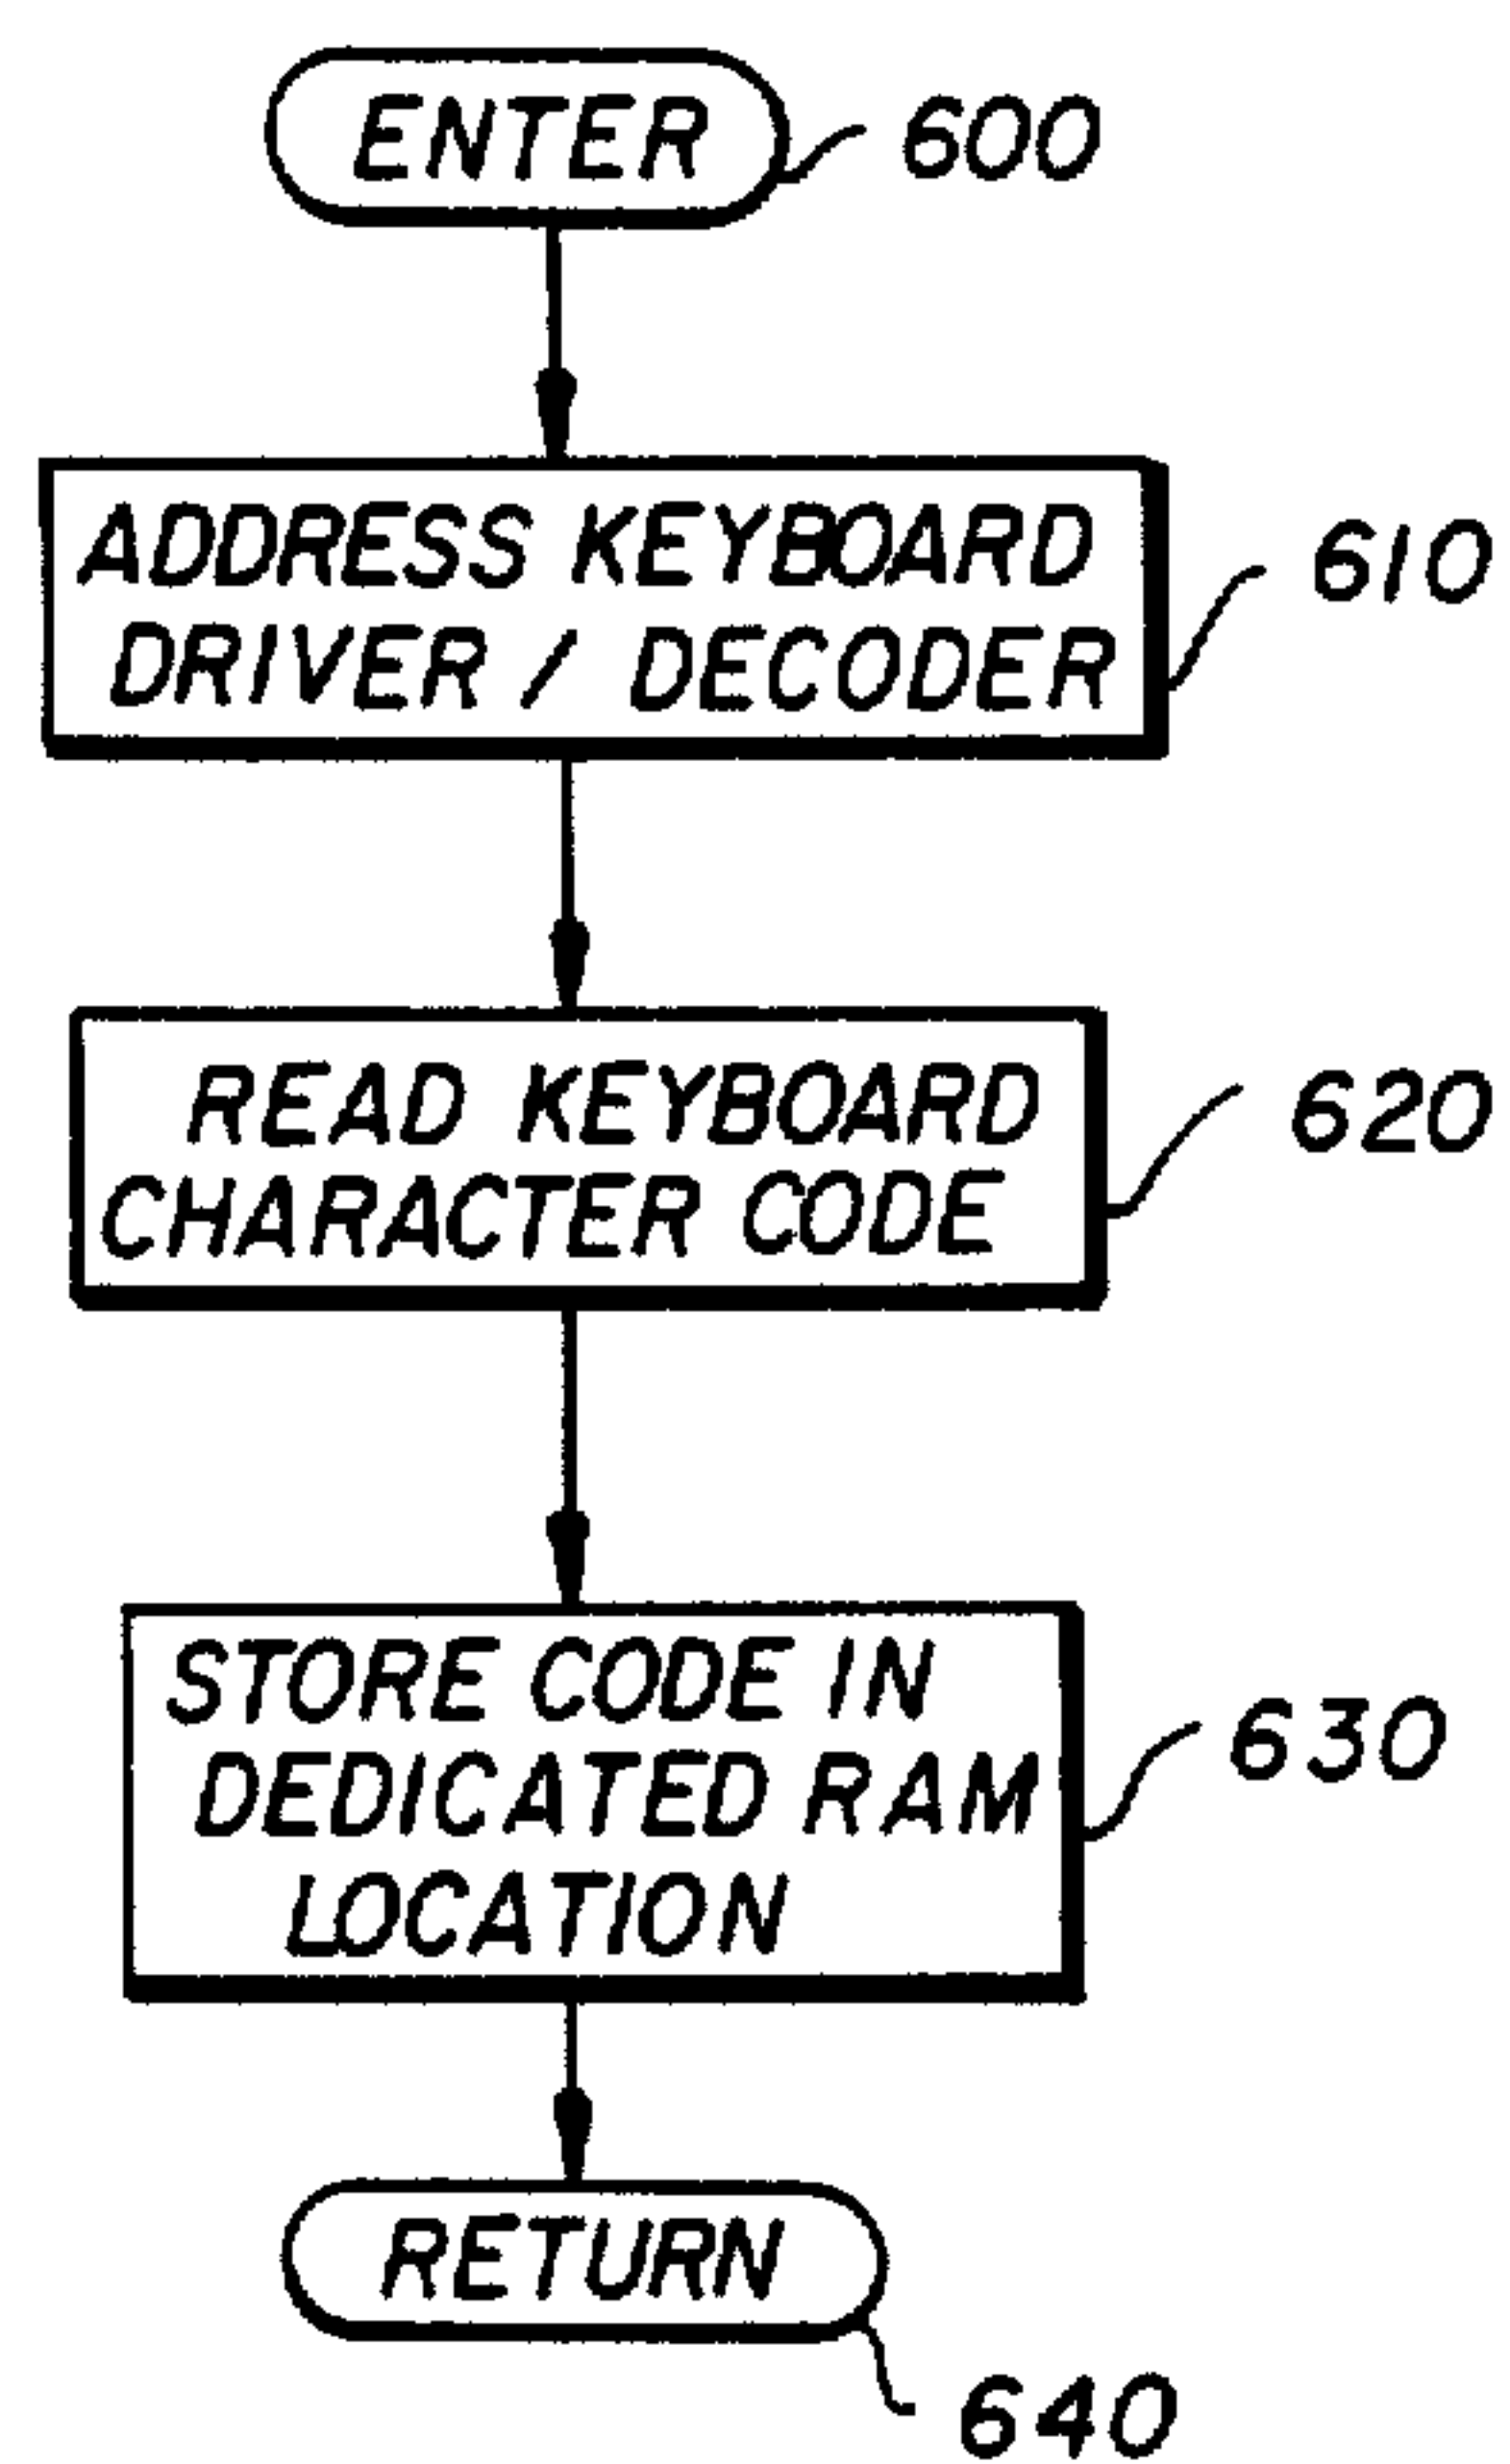 ENTER 600
ADDRESS KEYBOARD
DRIVER / DECODER
610
READ KEYBOARD
CHARACTER CODE
620
STORE CODE IN
DEDICATED RAM
LOCATION
630
RETURN
640